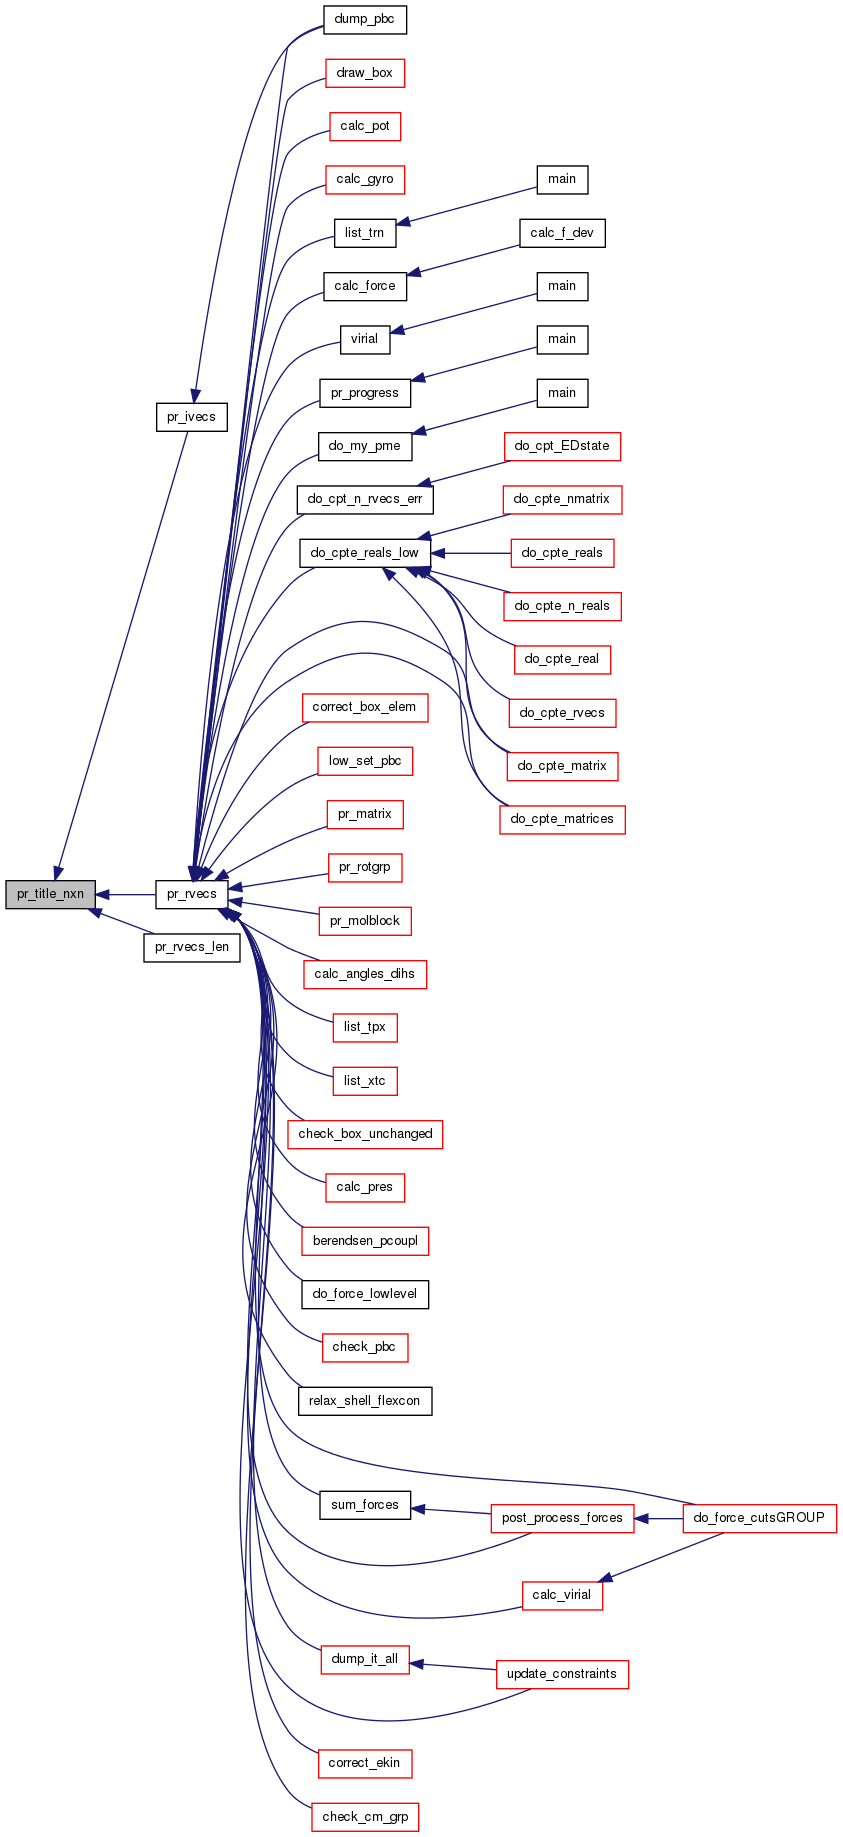 dump_pbc
draw_box
calc_pot
calc_gyro
main
list_trn
calc_f_dev
calc_force
main
virial
main
pr_progress
main
pr_ivecs
do_my_pme
do_cpt_EDstate
do_cpt_n_rvecs_err
do_cpte_nmatrix
do_cpte_reals_low
do_cpte_reals
do_cpte_n_reals
do_cpte_real
correct_box_elem
do_cpte_rvecs
low_set_pbc
do_cpte_matrix
pr_matrix
do_cpte_matrices
pr_rotgrp
pr_title_nxn
pr_rvecs
pr_molblock
pr_rvecs_len
calc_angles_dihs
list_tpx
list_xtc
check_box_unchanged
calc_pres
berendsen_pcoupl
do_force_lowlevel
check_pbc
relax_shell_flexcon
sum_forces
post_process_forces
do_force_cutsGROUP
calc_virial
dump_it_all
update_constraints
correct_ekin
check_cm_grp